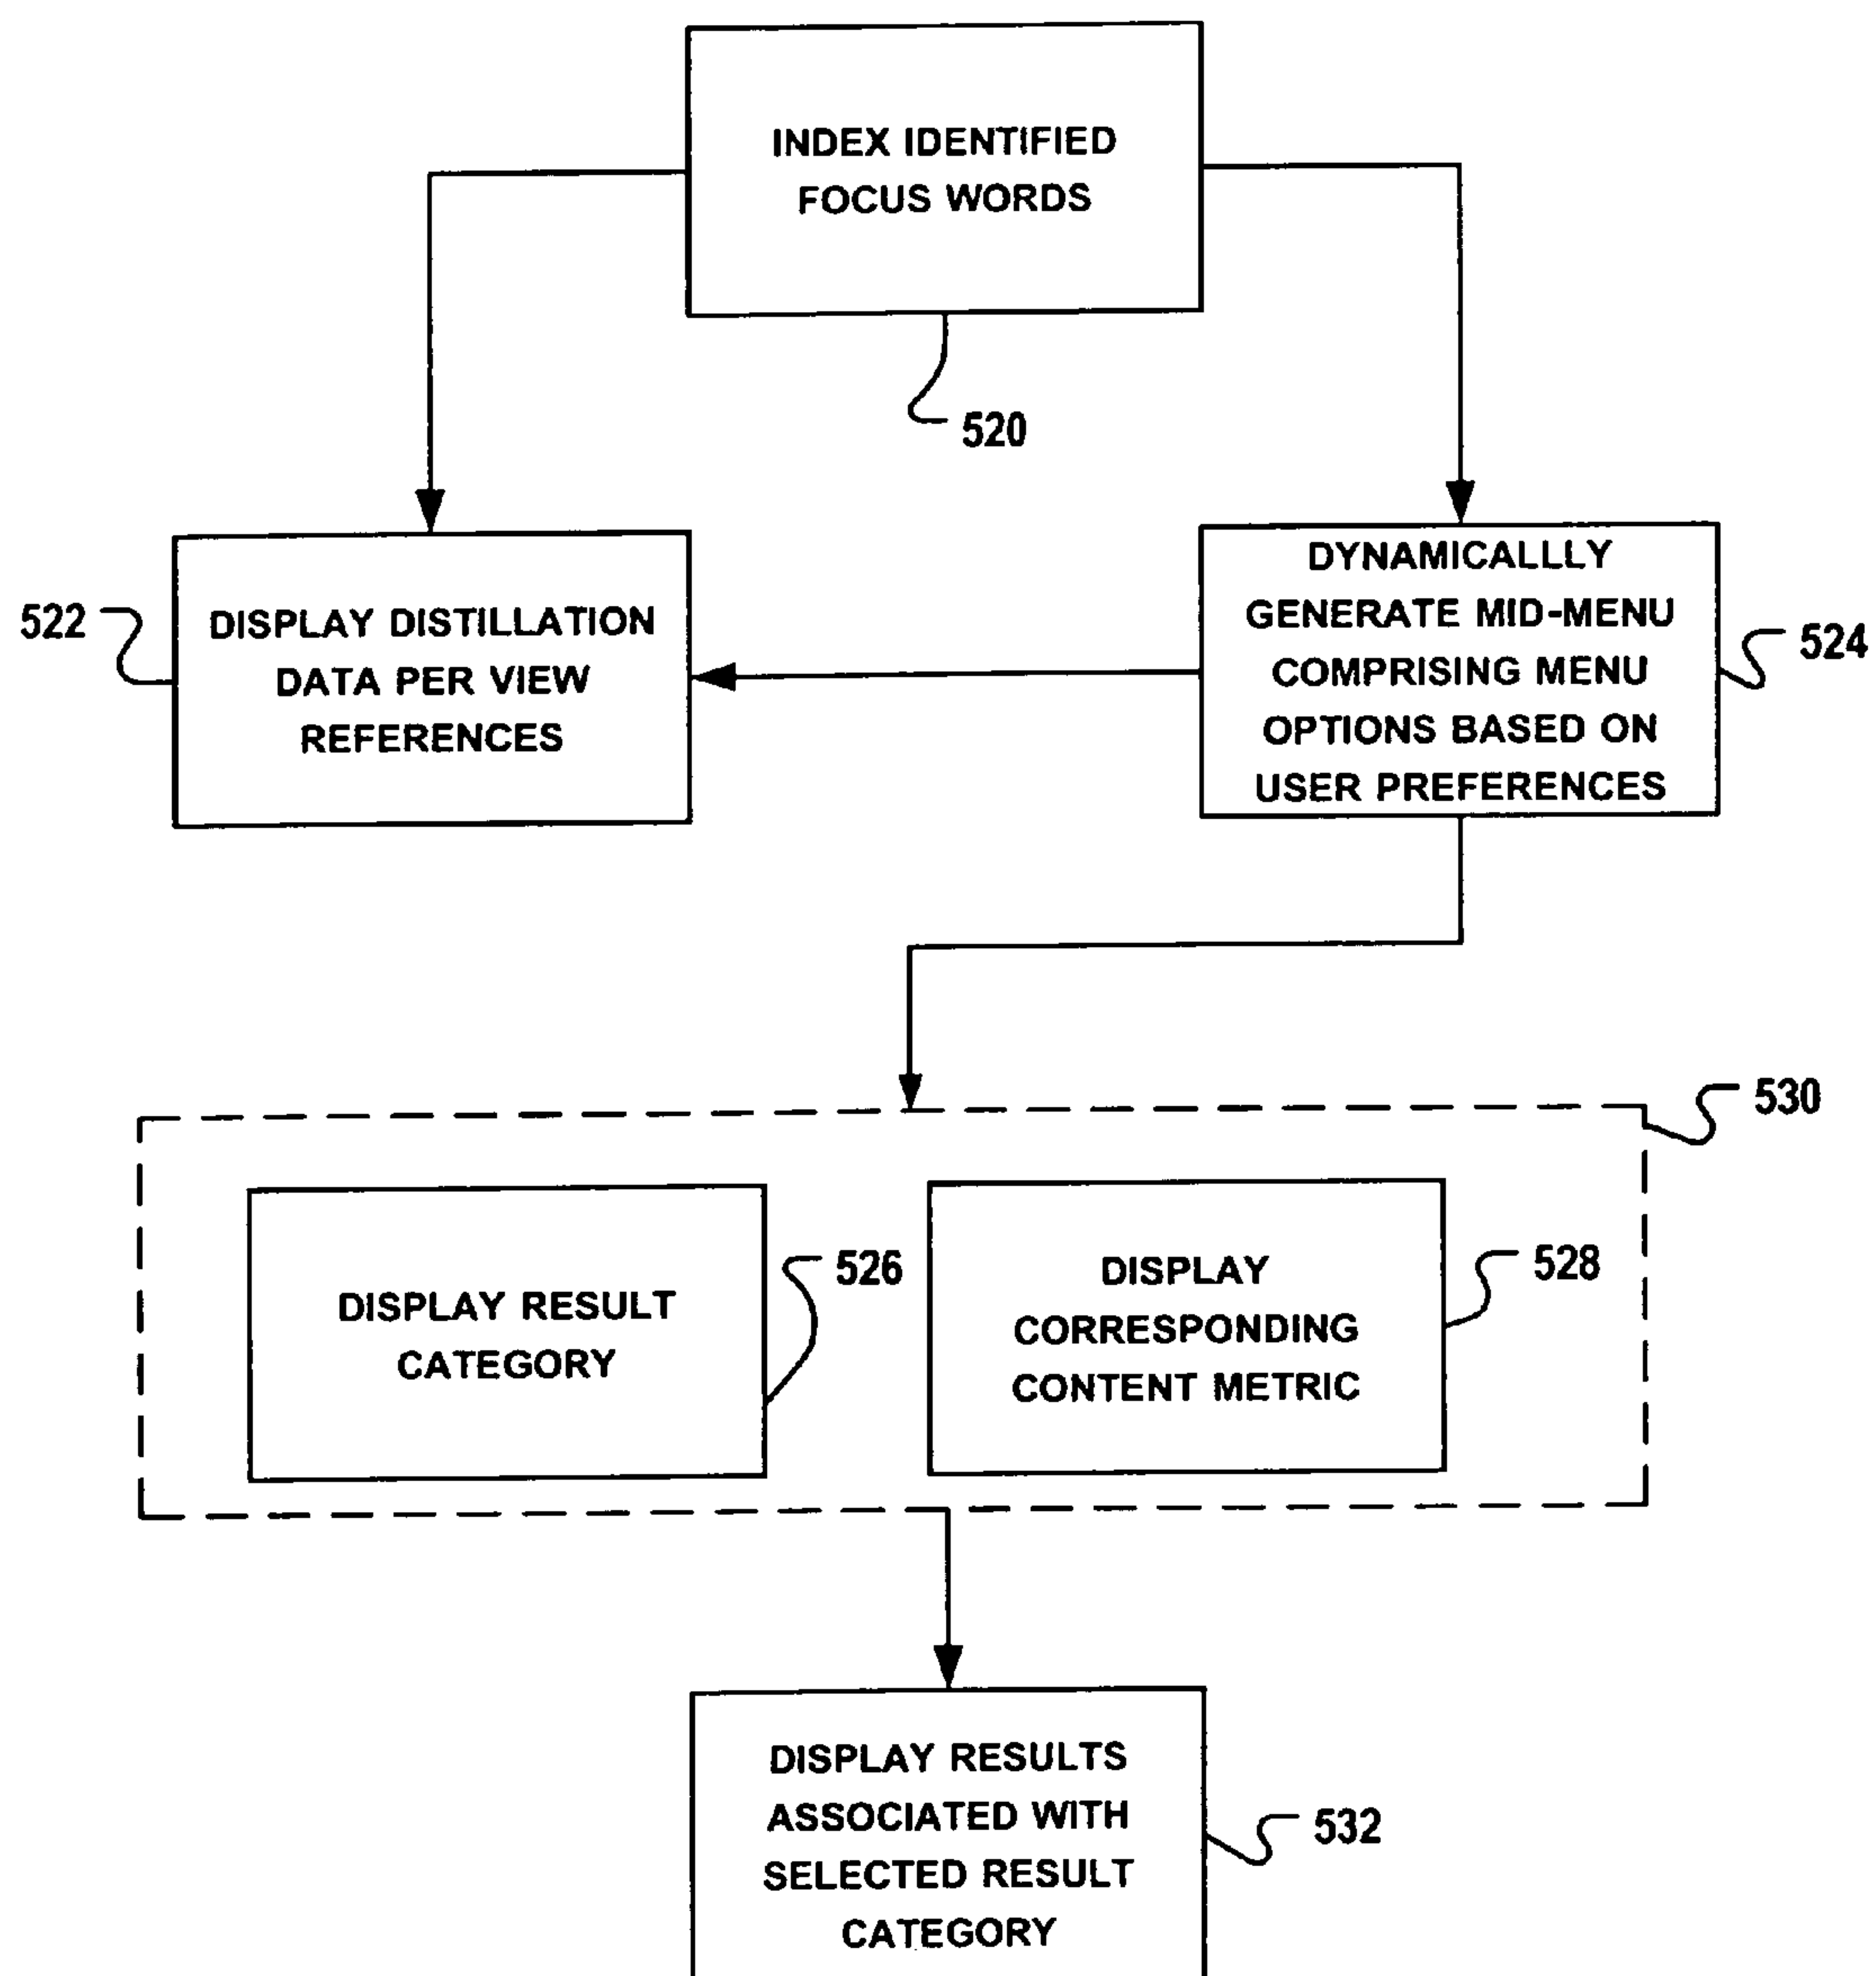 INDEX IDENTIFIED
FOCUS WORDS
520
522
DISPLAY DISTILLATION
DATA PER VIEW
REFERENCES
DYNAMICALLLY
GENERATE MID-MENU
COMPRISING MENU
OPTIONS BASED ON
USER PREFERENCES
524
530
DISPLAY RESULT
CATEGORY
526
DISPLAY
CORRESPONDING
CONTENT METRIC
528
DISPLAY RESULTS
ASSOCIATED WITH
SELECTED RESULT
CATEGORY
532